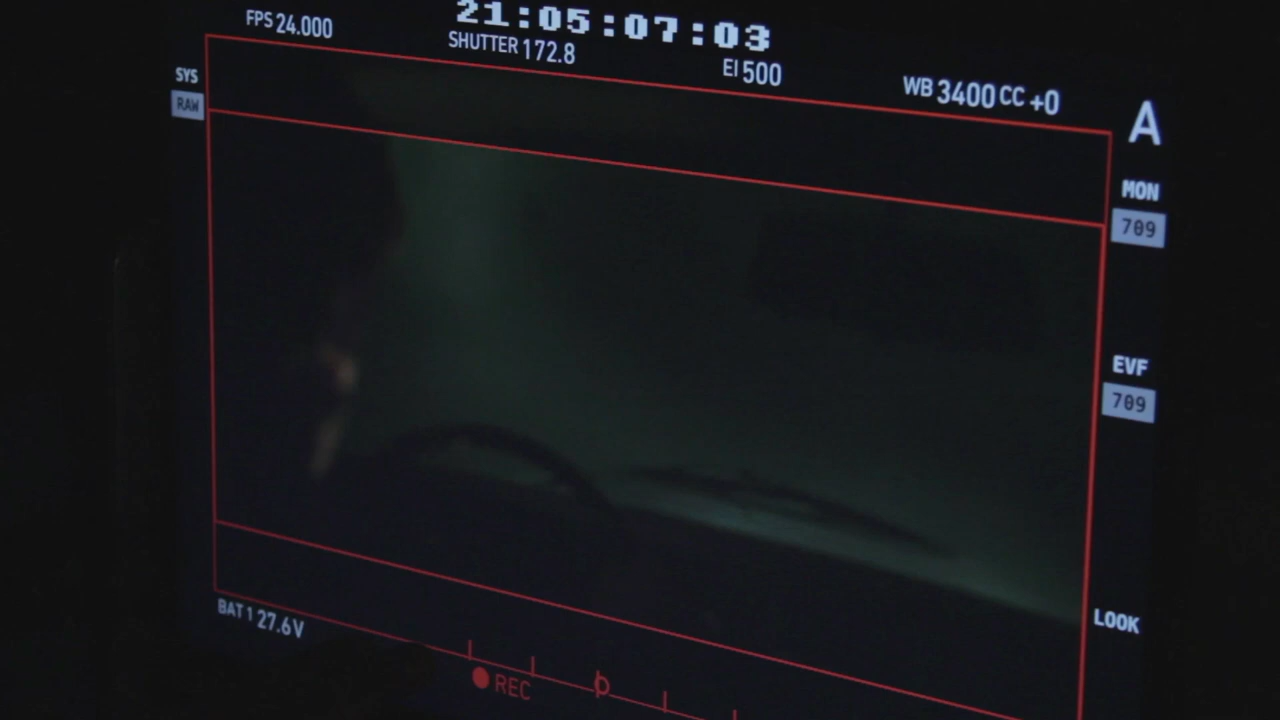 21:05:07:03
FPS 24.000
SHUTTER 172.8
EI 500
WB 3400 CC +0
A
SYS
RAW
MON
709
EVF
709
LOOK
BAT 1 27.6V
REC